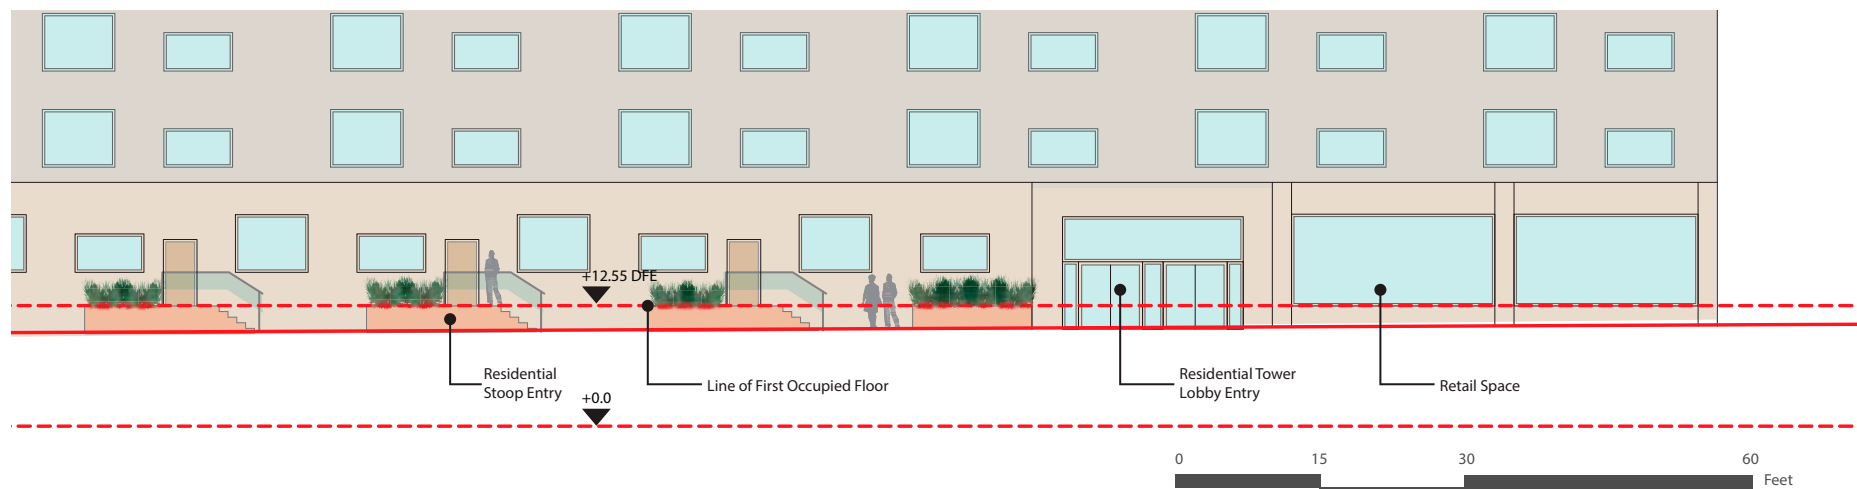 +12.55 DFE
Residential
Stoop Entry
Line of First Occupied Floor
Residential Tower
Lobby Entry
Retail Space
+0.0
0 15 30 60
Feet